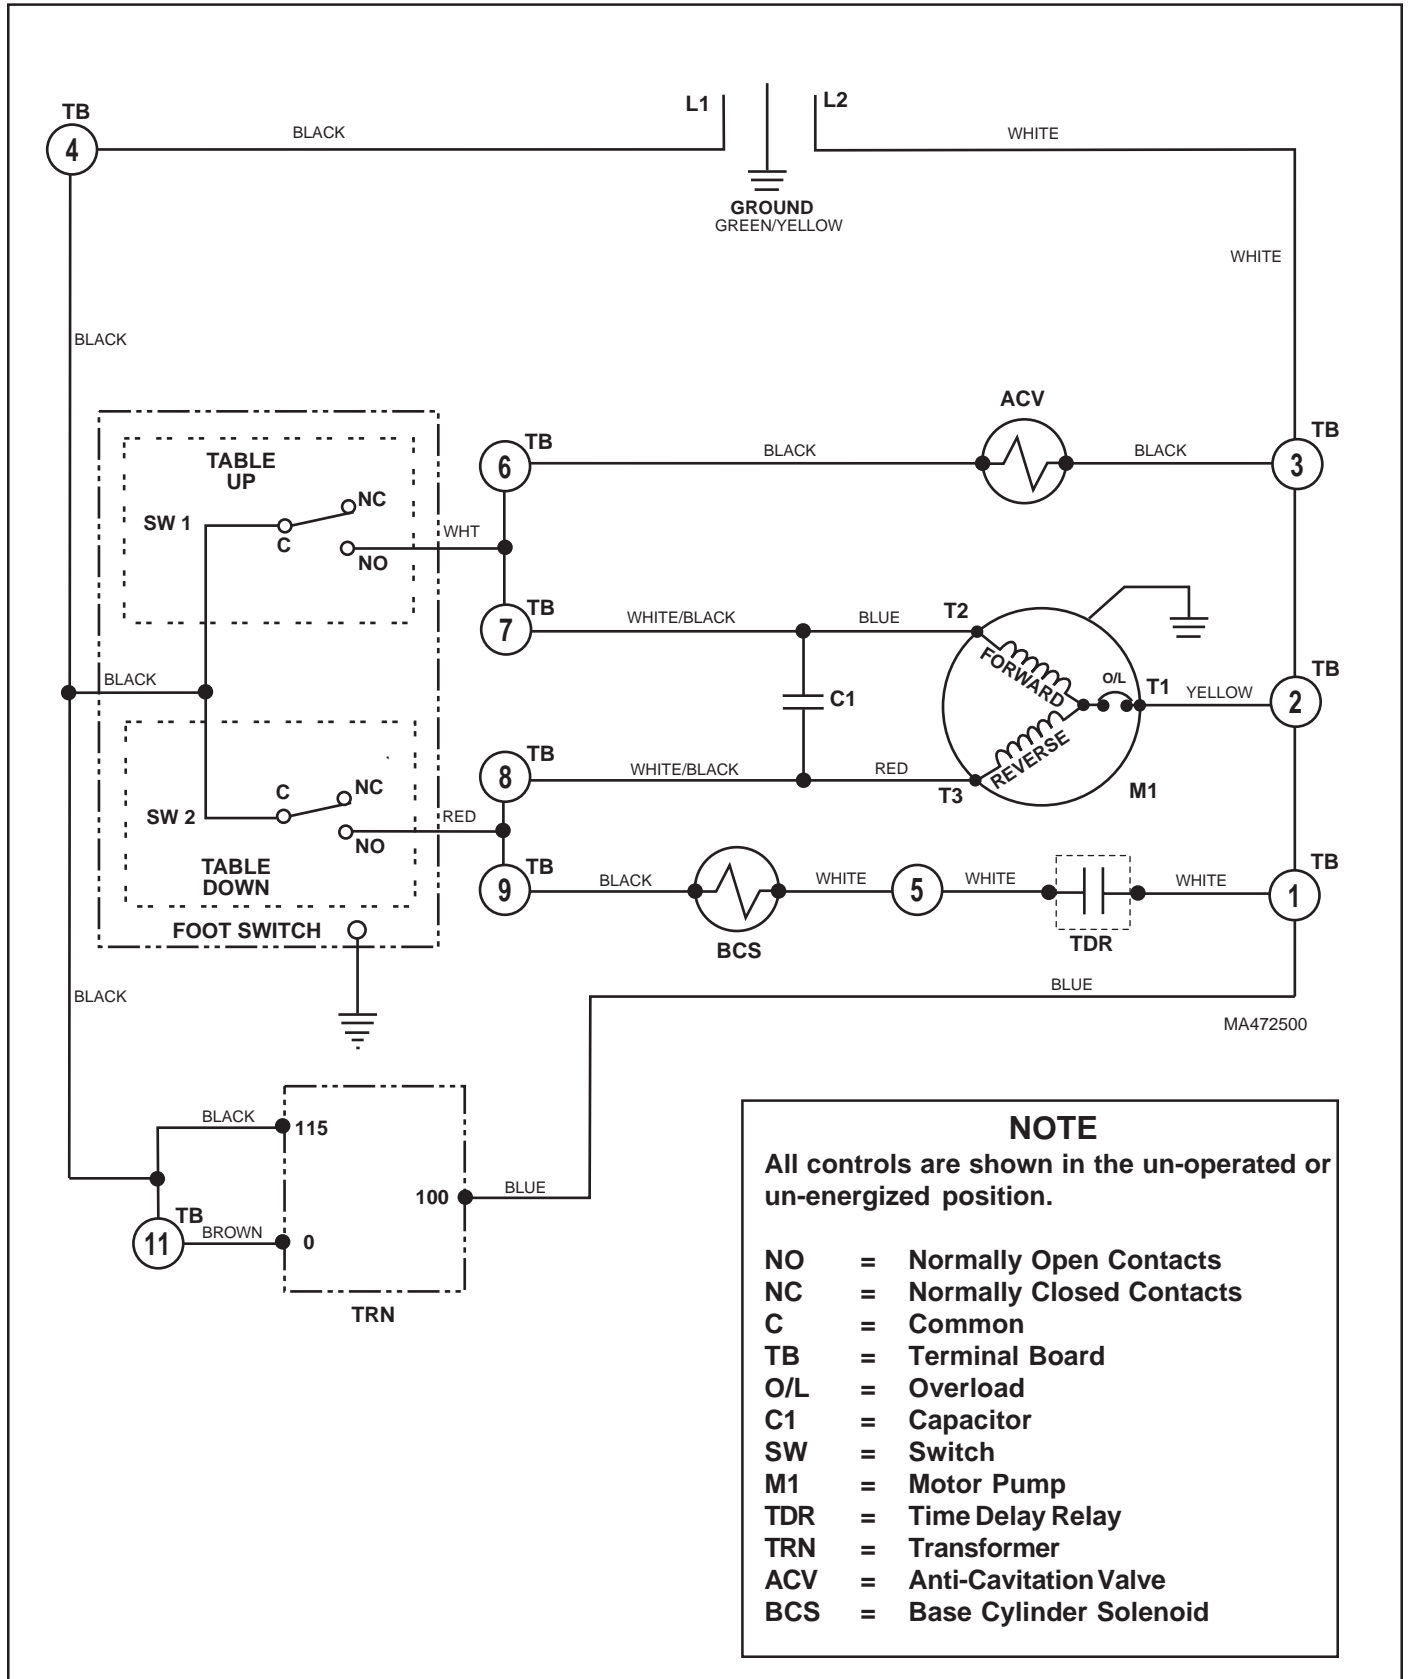 L1
L2
TB
4
BLACK
WHITE
GROUND
GREEN/YELLOW
WHITE
BLACK
ACV
TB
6
BLACK
BLACK
TB
3
TABLE
UP
NC
SW 1
C
NO
WHT
TB
7
WHITE/BLACK
BLUE
T2
FORWARD
O/L
T1
YELLOW
TB
2
BLACK
C1
REVERSE
TB
8
WHITE/BLACK
RED
T3
M1
C
NC
SW 2
NO
RED
TABLE
DOWN
TB
9
BLACK
WHITE
5
WHITE
WHITE
TB
1
FOOT SWITCH
BCS
TDR
BLACK
BLUE
MA472500
BLACK
115
100
BLUE
TB
11
BROWN
0
TRN
NOTE
All controls are shown in the un-operated or
un-energized position.
NO = Normally Open Contacts
NC = Normally Closed Contacts
C = Common
TB = Terminal Board
O/L = Overload
C1 = Capacitor
SW = Switch
M1 = Motor Pump
TDR = Time Delay Relay
TRN = Transformer
ACV = Anti-Cavitation Valve
BCS = Base Cylinder Solenoid